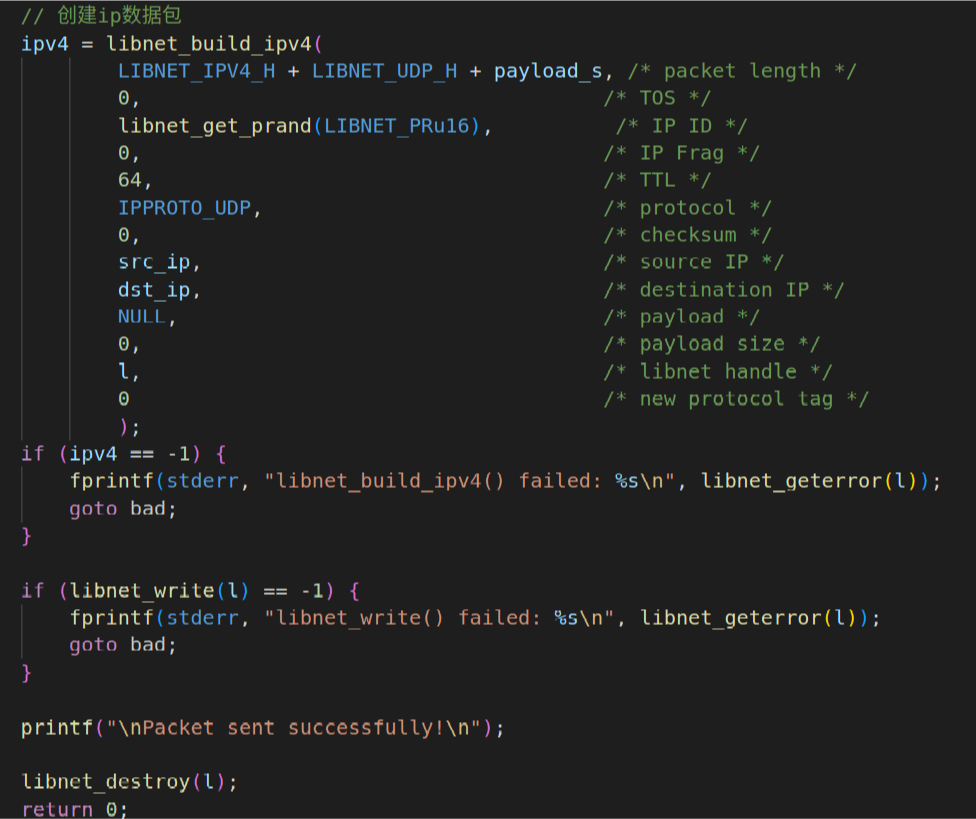 // 创建ip数据包
ipv4 = libnet_build_ipv4(
LIBNET_IPV4_H + LIBNET_UDP_H + payload_s, /* packet length */
0, /* TOS */
libnet_get_prand(LIBNET_PRu16), /* IP ID */
0, /* IP Frag */
64, /* TTL */
IPPROTO_UDP, /* protocol */
0, /* checksum */
src_ip, /* source IP */
dst_ip, /* destination IP */
NULL, /* payload */
0, /* payload size */
l, /* libnet handle */
0 /* new protocol tag */
);
if (ipv4 == -1) {
fprintf(stderr, "libnet_build_ipv4() failed: %s\n", libnet_geterror(l));
goto bad;
}
if (libnet_write(l) == -1) {
fprintf(stderr, "libnet_write() failed: %s\n", libnet_geterror(l));
goto bad;
}
printf("\nPacket sent successfully!\n");
libnet_destroy(l);
return 0;